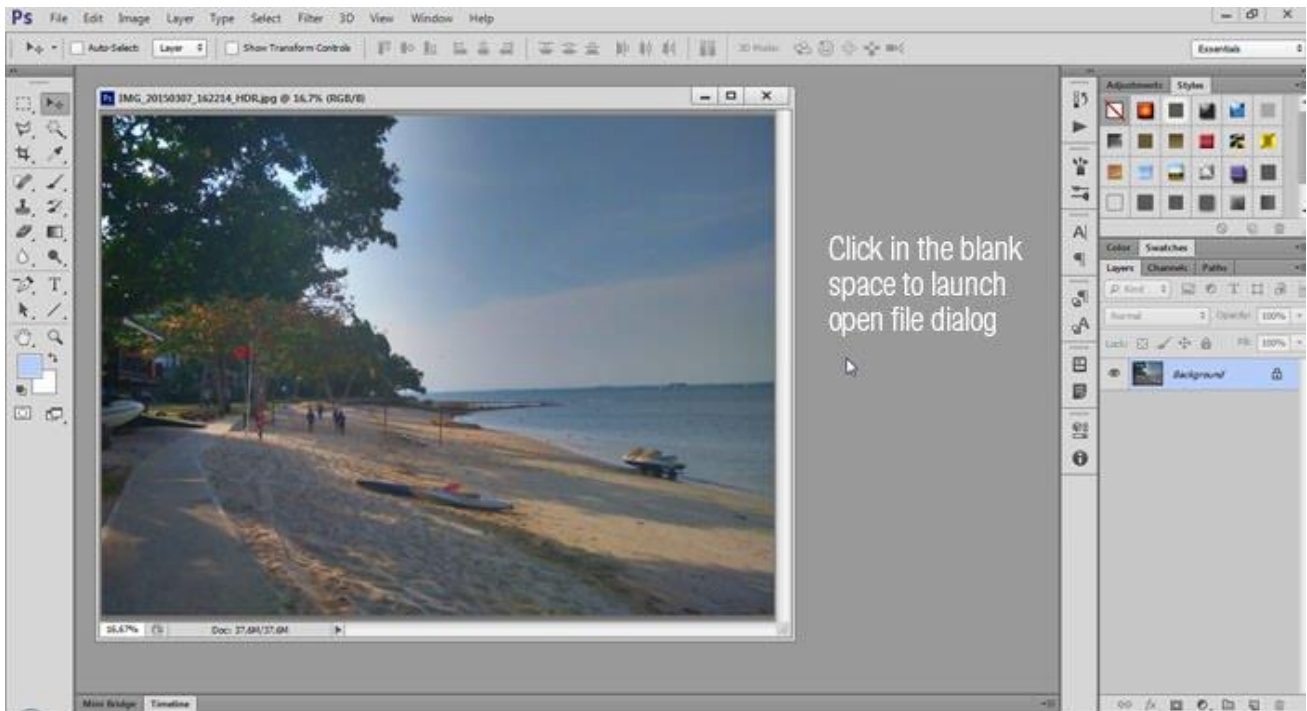 Ps File Edit Image Layer Type Select Filter 3D View Window Help
Auto-Select: Layer Show Transform Controls 3D Mode: Essentials
IMG_20150307_162214_HDR.jpg @ 16.7% (RGB/8)
Adjustments Styles
Click in the blank
space to launch
open file dialog
Color Swatches
Layers Channels Paths
Kind
Normal Opacity: 100%
Lock: Fill: 100%
Background
16.67% Doc: 37.6M/37.6M
Mini Bridge Timeline